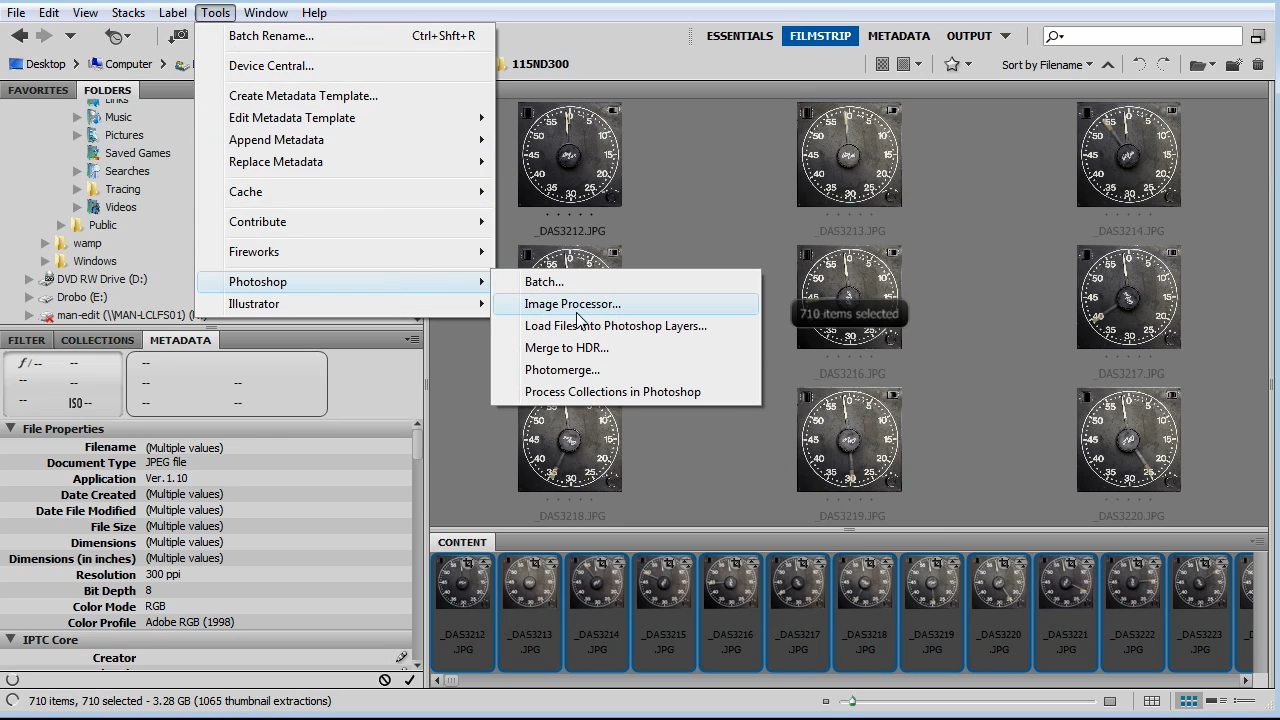 File Edit View Stacks Label Tools Window Help
Batch Rename... Ctrl+Shft+R
Device Central...
Create Metadata Template...
Edit Metadata Template
Append Metadata
Replace Metadata
Cache
Contribute
Fireworks
Photoshop
Illustrator
Batch...
Image Processor...
Load Files into Photoshop Layers...
Merge to HDR...
Photomerge...
Process Collections in Photoshop
ESSENTIALS FILMSTRIP METADATA OUTPUT
Desktop Computer 115ND300 Sort by Filename
FAVORITES FOLDERS
Links
Music
Pictures
Saved Games
Searches
Tracing
Videos
Public
wamp
Windows
DVD RW Drive (D:)
Drobo (E:)
man-edit (\\MAN-LCLFS01) (
FILTER COLLECTIONS METADATA
f/-- --
-- --
ISO--
--
-- --
--
File Properties
Filename (Multiple values)
Document Type JPEG file
Application Ver.1.10
Date Created (Multiple values)
Date File Modified (Multiple values)
File Size (Multiple values)
Dimensions (Multiple values)
Dimensions (in inches) (Multiple values)
Resolution 300 ppi
Bit Depth 8
Color Mode RGB
Color Profile Adobe RGB (1998)
IPTC Core
Creator
_DAS3212.JPG _DAS3213.JPG _DAS3214.JPG
710 items selected
_DAS3216.JPG _DAS3217.JPG
_DAS3218.JPG _DAS3219.JPG _DAS3220.JPG
CONTENT
_DAS3212 _DAS3213 _DAS3214 _DAS3215 _DAS3216 _DAS3217 _DAS3218 _DAS3219 _DAS3220 _DAS3221 _DAS3222 _DAS3223
.JPG .JPG .JPG .JPG .JPG .JPG .JPG .JPG .JPG .JPG .JPG .JPG
710 items, 710 selected - 3.28 GB (1065 thumbnail extractions)